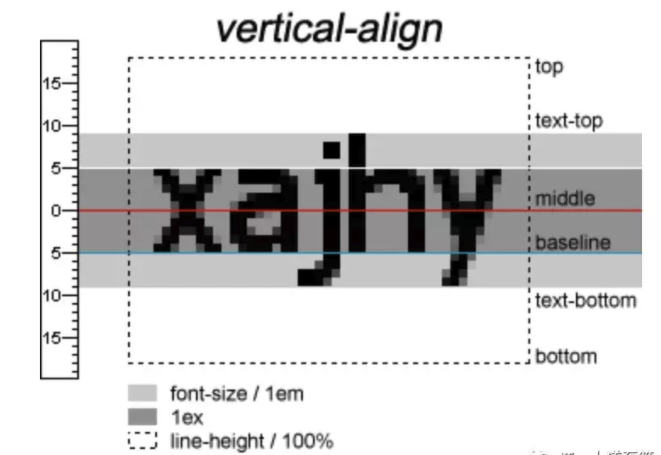 vertical-align
top
15
10
text-top
xajhy
5
middle
0
baseline
5
10
text-bottom
15
bottom
font-size / 1em
1ex
line-height / 100%